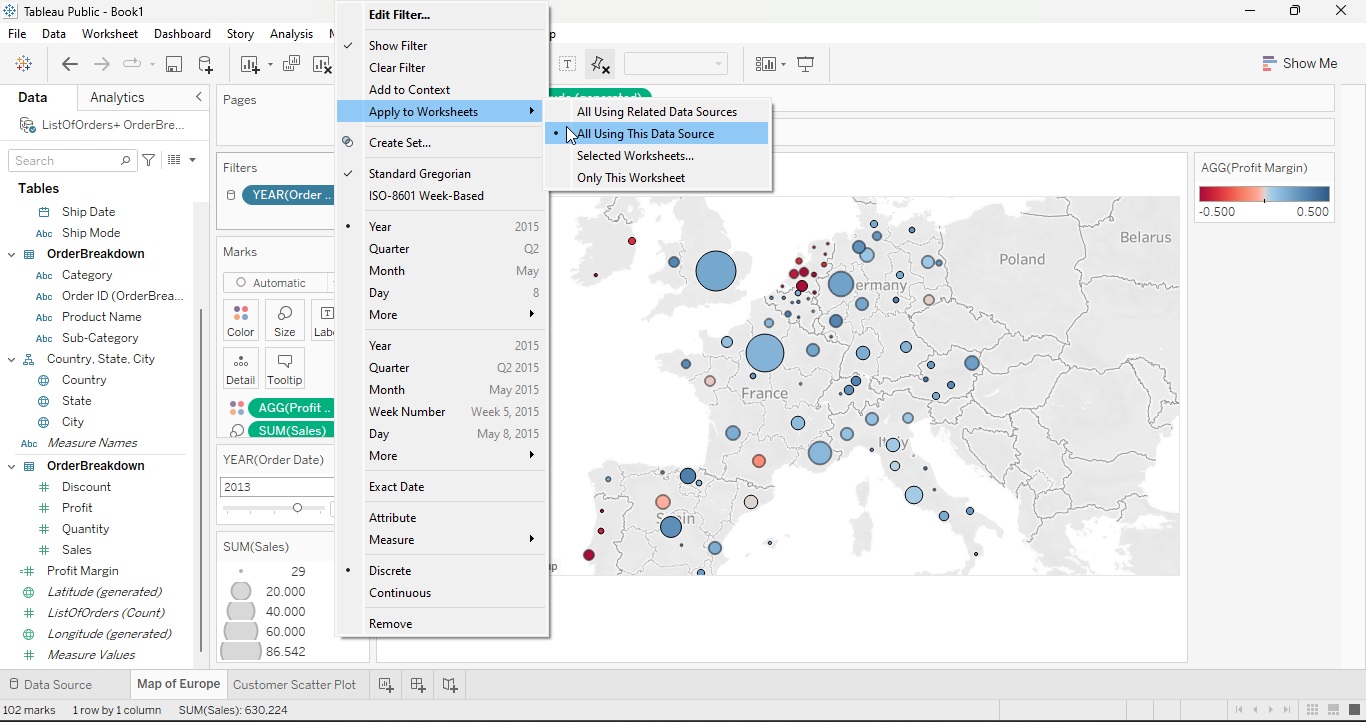 Tableau Public - Book1
File Data Worksheet Dashboard Story Analysis
Show Me
Data Analytics
ListOfOrders+ OrderBre...
Search
Tables
Ship Date
Abc Ship Mode
OrderBreakdown
Abc Category
Abc Order ID (OrderBrea...
Abc Product Name
Abc Sub-Category
Country, State, City
Country
State
City
Abc Measure Names
OrderBreakdown
Discount
Profit
Quantity
Sales
Profit Margin
Latitude (generated)
ListOfOrders (Count)
Longitude (generated)
Measure Values
Pages
Filters
YEAR(Order ..
Marks
Automatic
Color Size Labe
Detail Tooltip
AGG(Profit ..
SUM(Sales)
YEAR(Order Date)
2013
SUM(Sales)
29
20.000
40.000
60.000
86.542
Edit Filter...
Show Filter
Clear Filter
Add to Context
Apply to Worksheets
Create Set...
Standard Gregorian
ISO-8601 Week-Based
Year 2015
Quarter Q2
Month May
Day 8
More
Year 2015
Quarter Q2 2015
Month May 2015
Week Number Week 5, 2015
Day May 8, 2015
More
Exact Date
Attribute
Measure
Discrete
Continuous
Remove
All Using Related Data Sources
All Using This Data Source
Selected Worksheets...
Only This Worksheet
AGG(Profit Margin)
-0.500 0.500
Belarus
Poland
Germany
France
Italy
Spain
Data Source Map of Europe Customer Scatter Plot
102 marks 1 row by 1 column SUM(Sales): 630,224